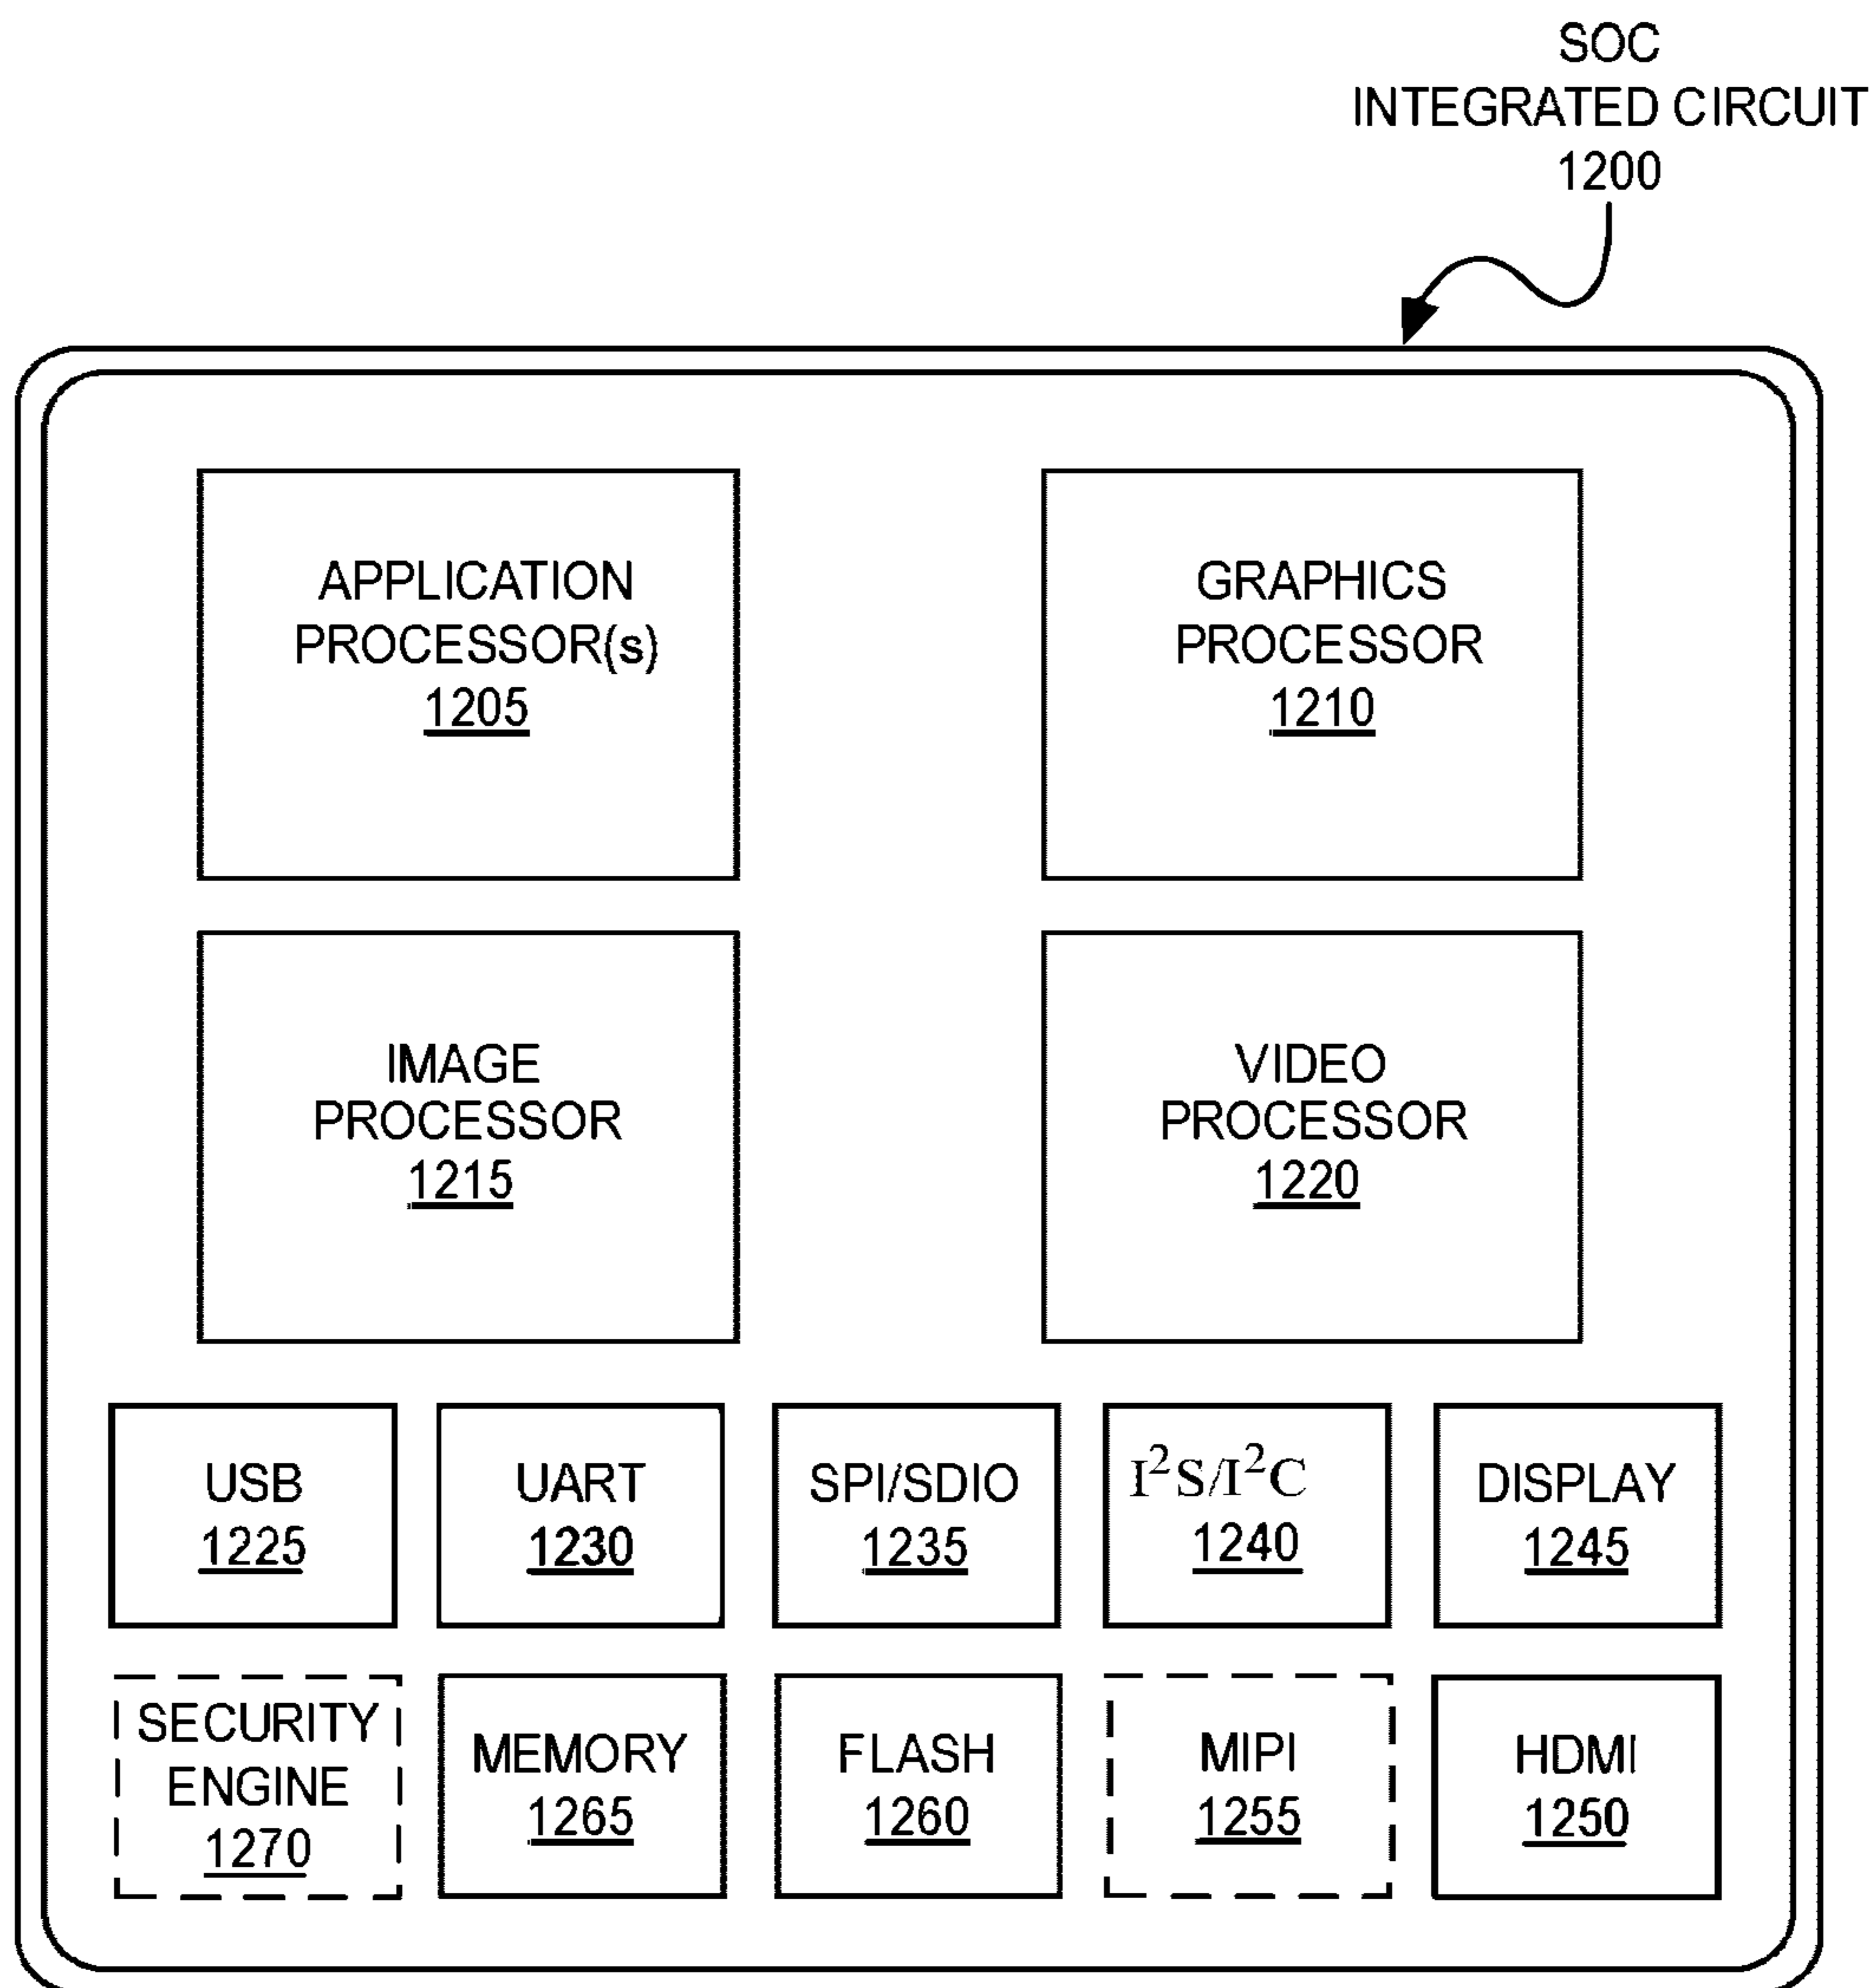 SOC
INTEGRATED CIRCUIT
1200
APPLICATION
PROCESSOR(s)
1205
GRAPHICS
PROCESSOR
1210
IMAGE
PROCESSOR
1215
VIDEO
PROCESSOR
1220
USB
1225
UART
1230
SPI/SDIO
1235
I²S/I²C
1240
DISPLAY
1245
SECURITY
ENGINE
1270
MEMORY
1265
FLASH
1260
MIPI
1255
HDMI
1250